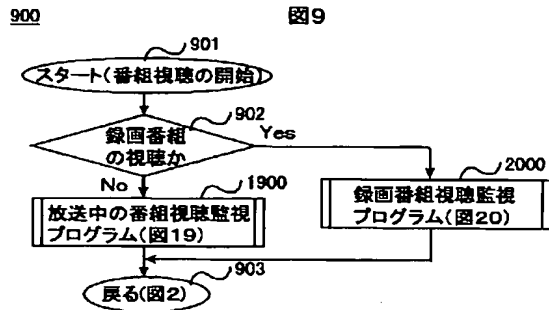 900
図9
901
スタート(番組視聴の開始)
902
録画番組
の視聴か
Yes
No
1900
放送中の番組視聴監視
プログラム(図19)
2000
録画番組視聴監視
プログラム(図20)
903
戻る(図2)